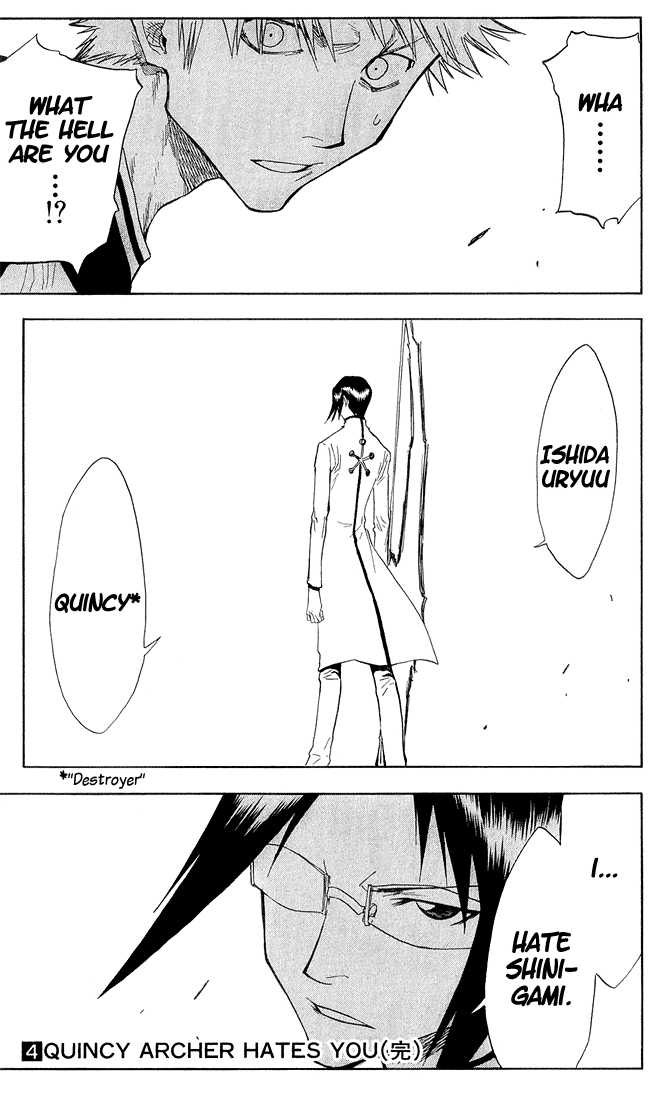 WHA
......
WHAT
THE HELL
ARE YOU
...
!?
ISHIDA
URYUU
QUINCY*
*"Destroyer"
I...
HATE
SHINI-
GAMI.
4 QUINCY ARCHER HATES YOU(完)